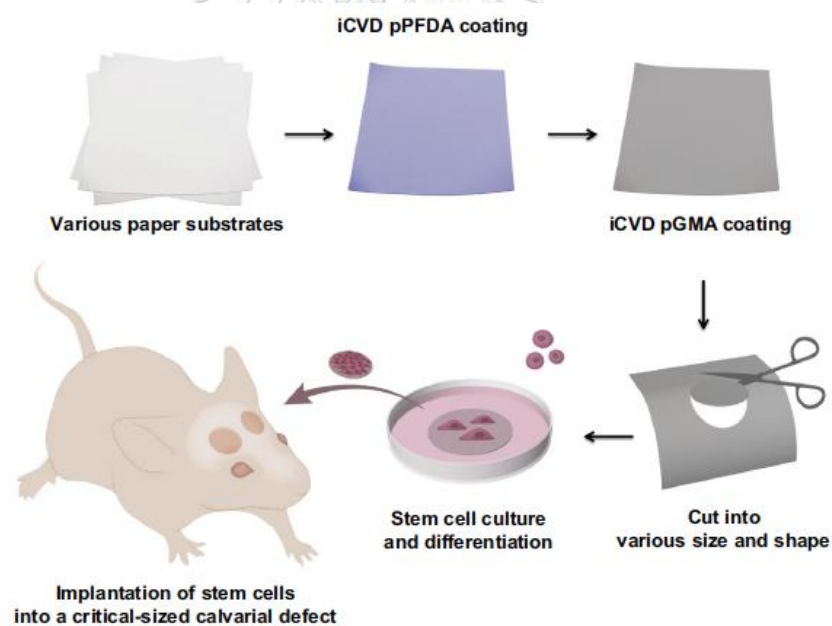 iCVD pPFDA coating
Various paper substrates
iCVD pGMA coating
Cut into
various size and shape
Stem cell culture
and differentiation
Implantation of stem cells
into a critical-sized calvarial defect